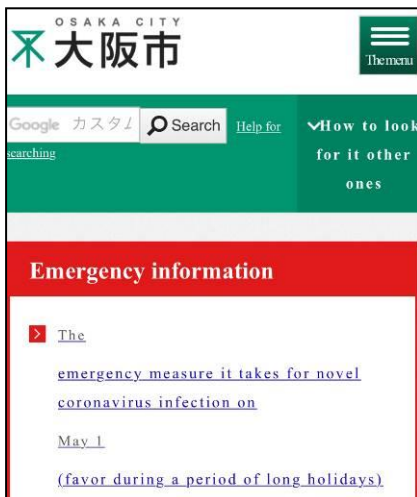 OSAKA CITY
大阪市
The menu
Google カスタム
Search
Help for
searching
How to look
for it other
ones
Emergency information
The
emergency measure it takes for novel
coronavirus infection on
May 1
(favor during a period of long holidays)